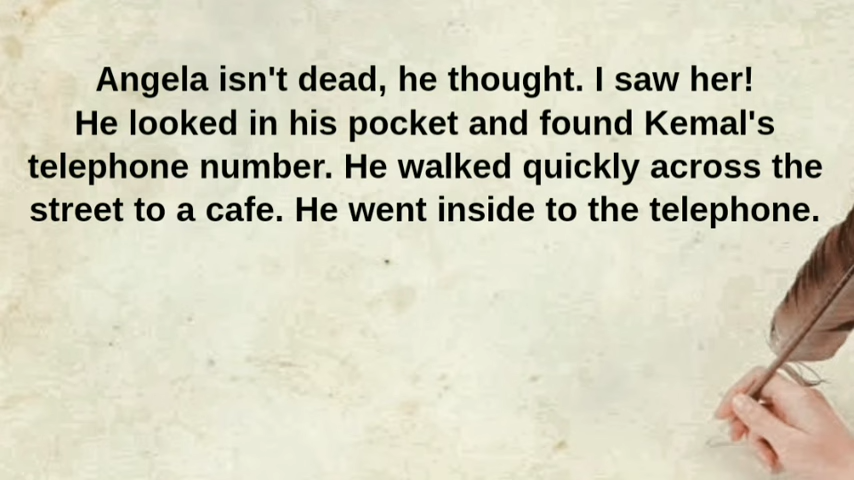 Angela isn't dead, he thought. I saw her!
He looked in his pocket and found Kemal's
telephone number. He walked quickly across the
street to a cafe. He went inside to the telephone.